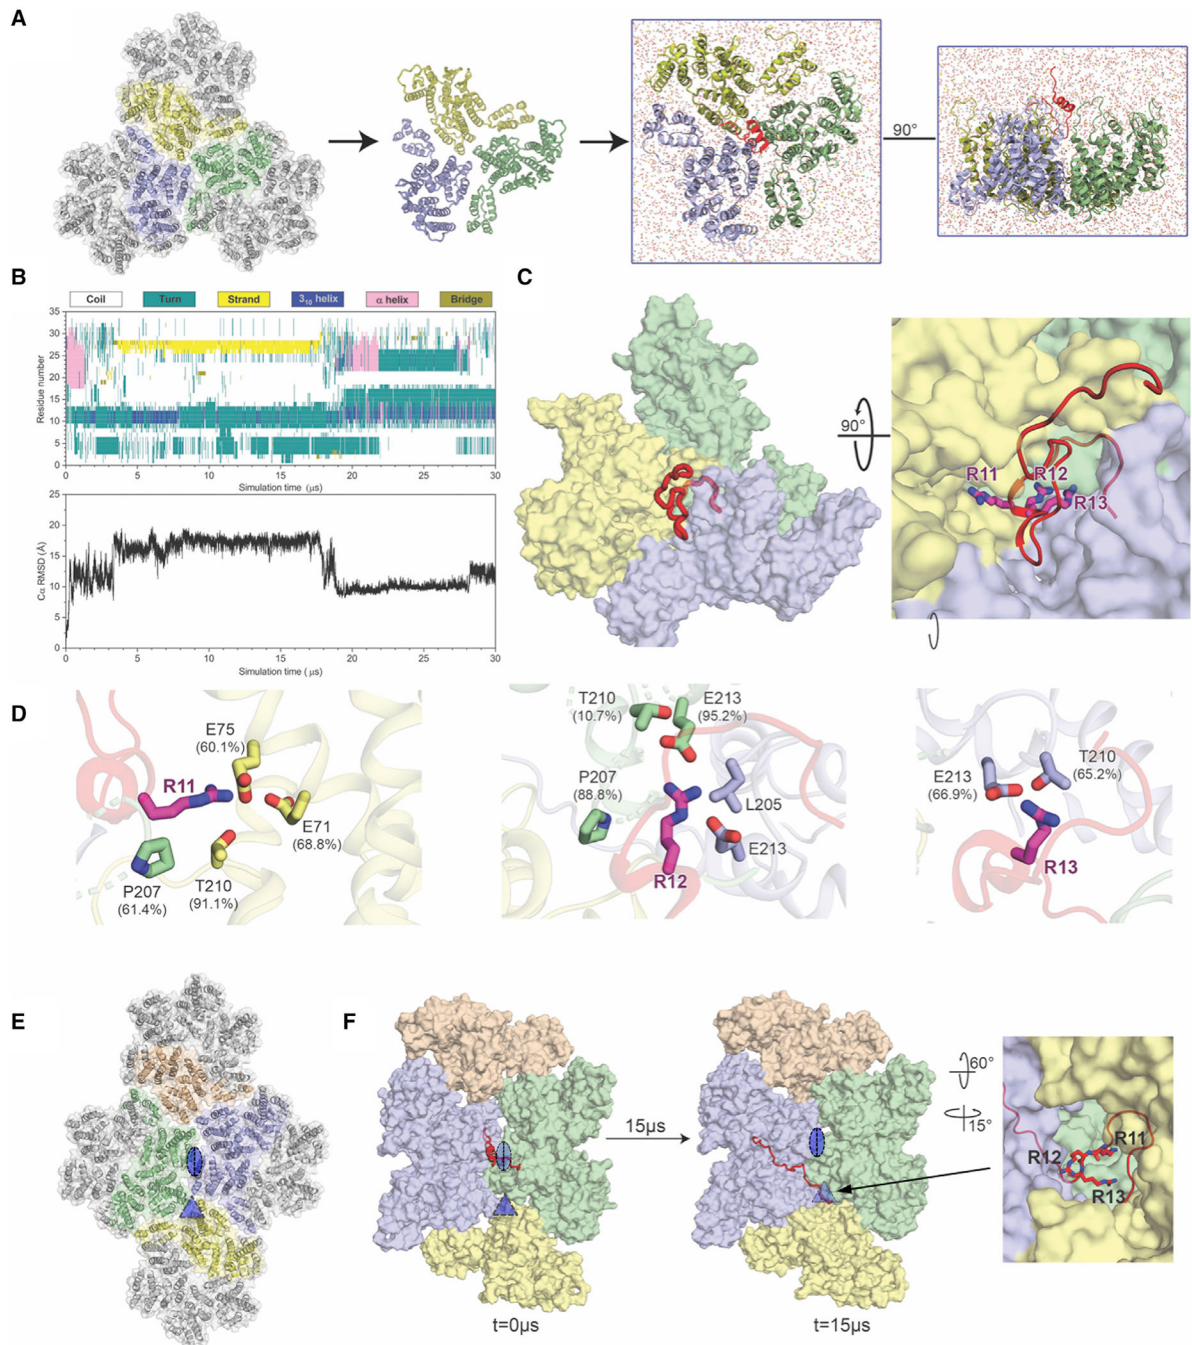 A
90°
B
Coil Turn Strand 3₁₀ helix α helix Bridge
35
30
25
20
15
10
5
0
Residue number
0 5 10 15 20 25 30
Simulation time (μs)
25
20
15
10
5
0
Cα RMSD (Å)
0 5 10 15 20 25 30
Simulation time (μs)
C
90°
R11
R12
R13
D
E75
(60.1%)
R11
E71
(68.8%)
P207
(61.4%)
T210
(91.1%)
T210
(10.7%)
E213
(95.2%)
P207
(88.8%)
L205
E213
R12
E213
(66.9%)
T210
(65.2%)
R13
E
F
15μs
t=0μs
t=15μs
60°
15°
R11
R12
R13